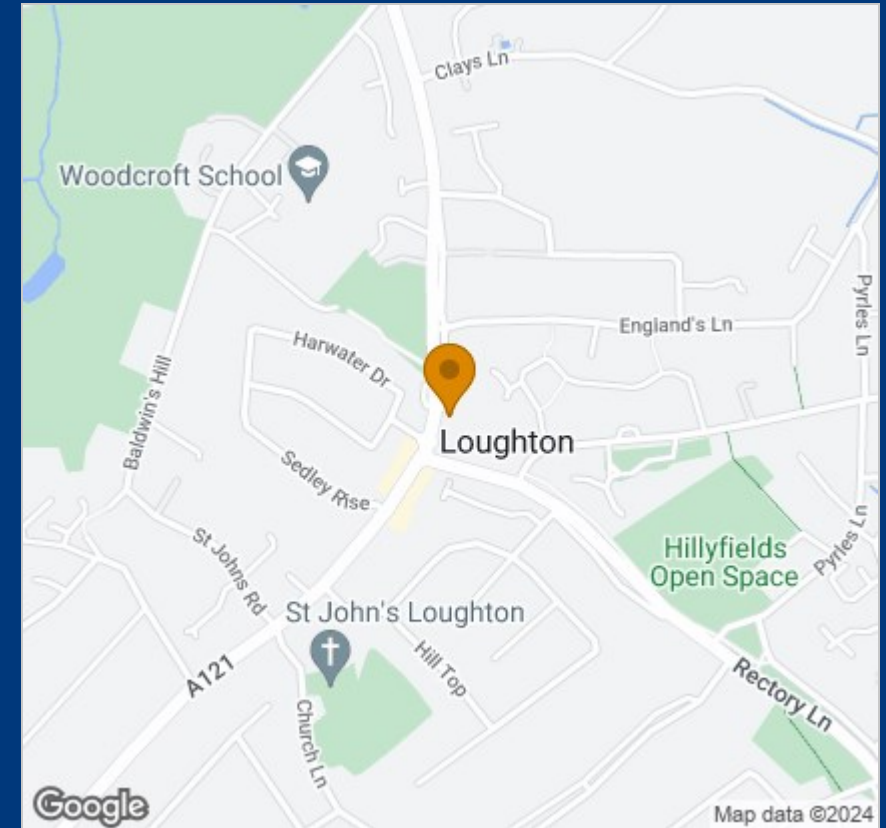 Clays Ln
Woodcroft School
England's Ln
Pyrles Ln
Harwater Dr
Baldwin's Hill
Loughton
Sedley Rise
St Johns Rd
Hillyfields
Open Space
Pyrles Ln
St John's Loughton
Hill Top
A121
Rectory Ln
Church Ln
Google
Map data ©2024